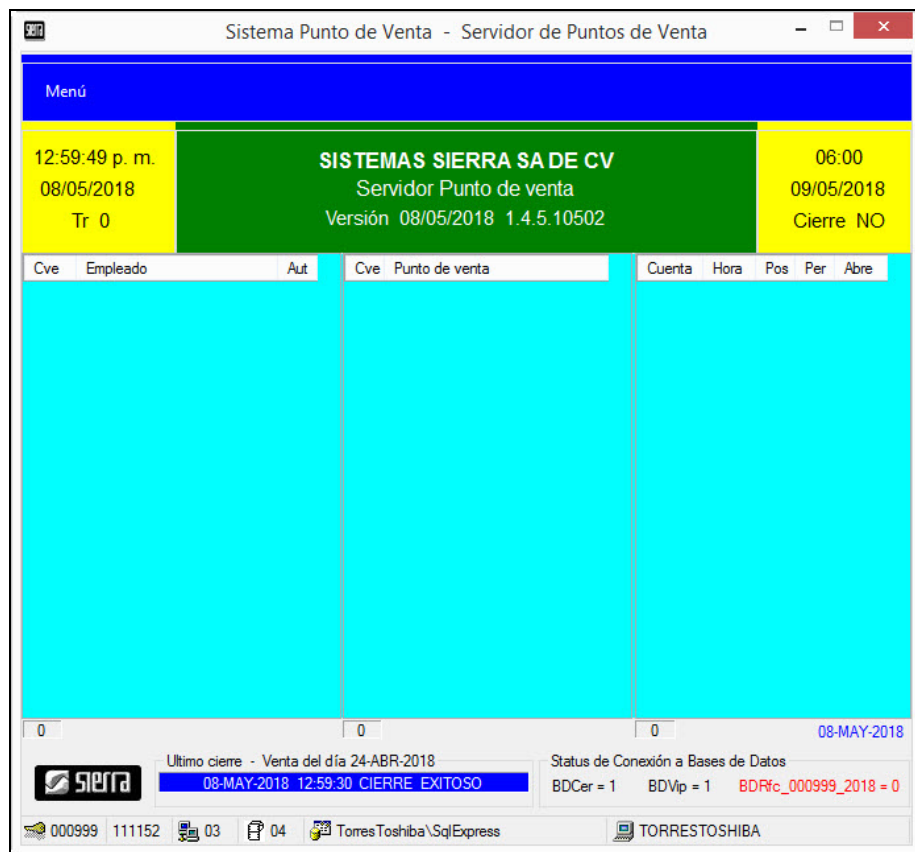 Sistema Punto de Venta - Servidor de Puntos de Venta
Menú
12:59:49 p. m.
08/05/2018
Tr 0
SISTEMAS SIERRA SA DE CV
Servidor Punto de venta
Versión 08/05/2018 1.4.5.10502
06:00
09/05/2018
Cierre NO
Cve Empleado Aut
Cve Punto de venta
Cuenta Hora Pos Per Abre
0
0
0
08-MAY-2018
sierra
Ultimo cierre - Venta del día 24-ABR-2018
08-MAY-2018 12:59:30 CIERRE EXITOSO
Status de Conexión a Bases de Datos
BDCer = 1 BDVip = 1 BDRfc_000999_2018 = 0
000999 111152 03 04 TorresToshiba\SqlExpress TORRESTOSHIBA